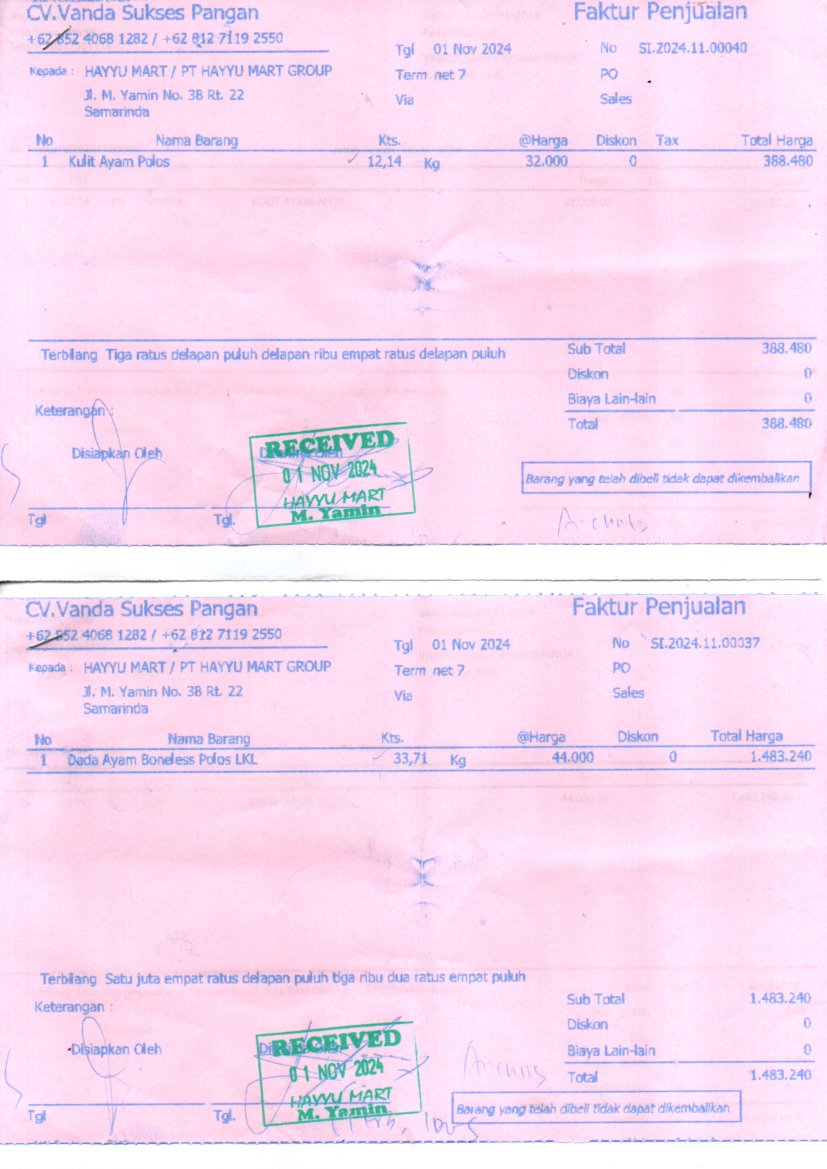 CV.Vanda Sukses Pangan
Faktur Penjualan
+62 852 4068 1282 / +62 812 7119 2550
Tgl 01 Nov 2024
No SI.2024.11.00040
Kepada : HAYYU MART / PT HAYYU MART GROUP
Term net 7
PO
Jl. M. Yamin No. 38 Rt. 22
Via
Sales
Samarinda
No Nama Barang Kts. @Harga Diskon Tax Total Harga
1 Kulit Ayam Polos 12,14 Kg 32.000 0 388.480
Terbilang Tiga ratus delapan puluh delapan ribu empat ratus delapan puluh
Sub Total 388.480
Diskon 0
Biaya Lain-lain 0
Total 388.480
Keterangan :
Disiapkan Oleh
RECEIVED
01 NOV 2024
HAYYU MART
M. Yamin
Barang yang telah dibeli tidak dapat dikembalikan
Tgl
Tgl.
CV.Vanda Sukses Pangan
Faktur Penjualan
+62 852 4068 1282 / +62 812 7119 2550
Tgl 01 Nov 2024
No SI.2024.11.00037
Kepada : HAYYU MART / PT HAYYU MART GROUP
Term net 7
PO
Jl. M. Yamin No. 38 Rt. 22
Via
Sales
Samarinda
No Nama Barang Kts. @Harga Diskon Total Harga
1 Dada Ayam Boneless Polos LKL 33,71 Kg 44.000 0 1.483.240
Terbilang Satu juta empat ratus delapan puluh tiga ribu dua ratus empat puluh
Sub Total 1.483.240
Diskon 0
Biaya Lain-lain 0
Total 1.483.240
Keterangan :
Disiapkan Oleh
RECEIVED
01 NOV 2024
HAYYU MART
M. Yamin
Barang yang telah dibeli tidak dapat dikembalikan
Tgl
Tgl.